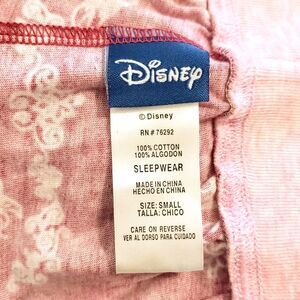 Disney
© Disney
RN # 76292
100% COTTON
100% ALGODON
SLEEPWEAR
MADE IN CHINA
HECHO EN CHINA
SIZE: SMALL
TALLA: CHICO
CARE ON REVERSE
VER AL DORSO PARA CUIDADO